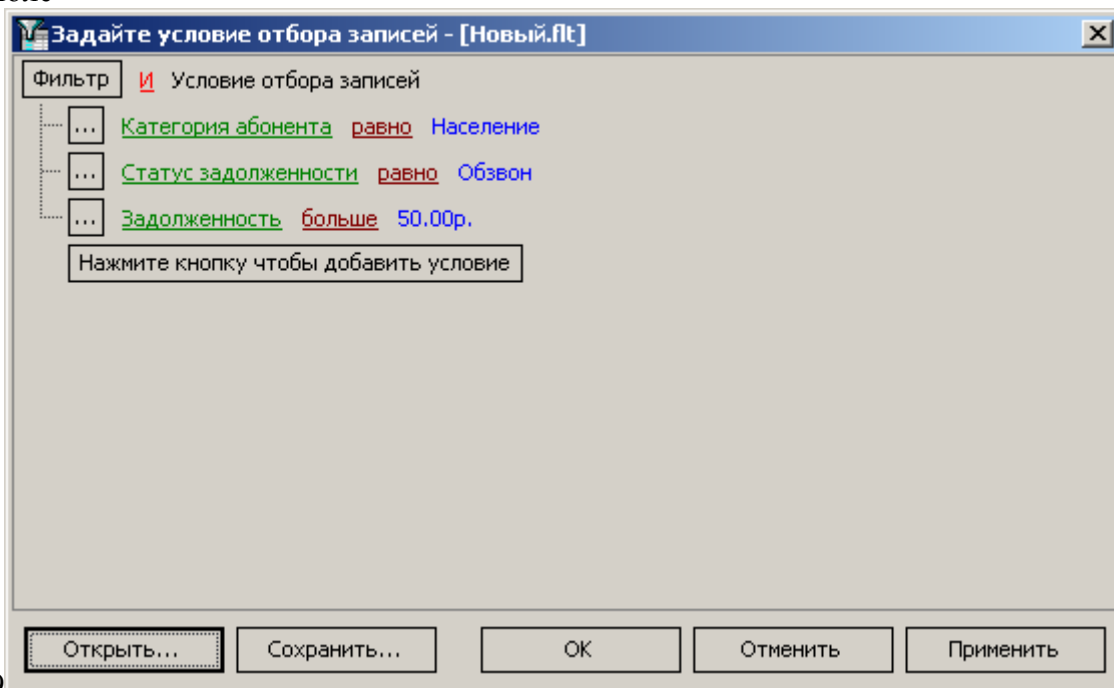 Задайте условие отбора записей - [Новый.flt]
Фильтр И Условие отбора записей
... Категория абонента равно Население
... Статус задолженности равно Обзвон
... Задолженность больше 50.00р.
Нажмите кнопку чтобы добавить условие
Открыть... Сохранить... ОК Отменить Применить